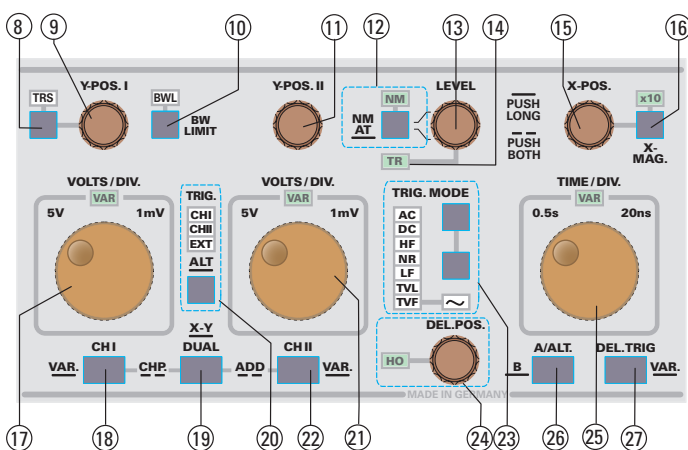 8 9 10 11 12 13 14 15 16
Y-POS. I Y-POS. II LEVEL X-POS.
TRS BWL NM x10
BW LIMIT
NM
AT
PUSH
LONG
PUSH
BOTH
X-
MAG.
TR
VOLTS / DIV. TRIG. VOLTS / DIV. TRIG. MODE TIME / DIV.
VAR VAR VAR
5V 1mV 5V 1mV 0.5s 20ns
CHI
CHII
EXT
ALT
AC
DC
HF
NR
LF
TVL
TVF ~
X-Y
CH I DUAL CH II
VAR. CHP. ADD VAR.
DEL.POS.
HO
A/ALT. DEL.TRIG
B VAR.
MADE IN GERMANY
17 18 19 20 22 21 24 23 26 25 27